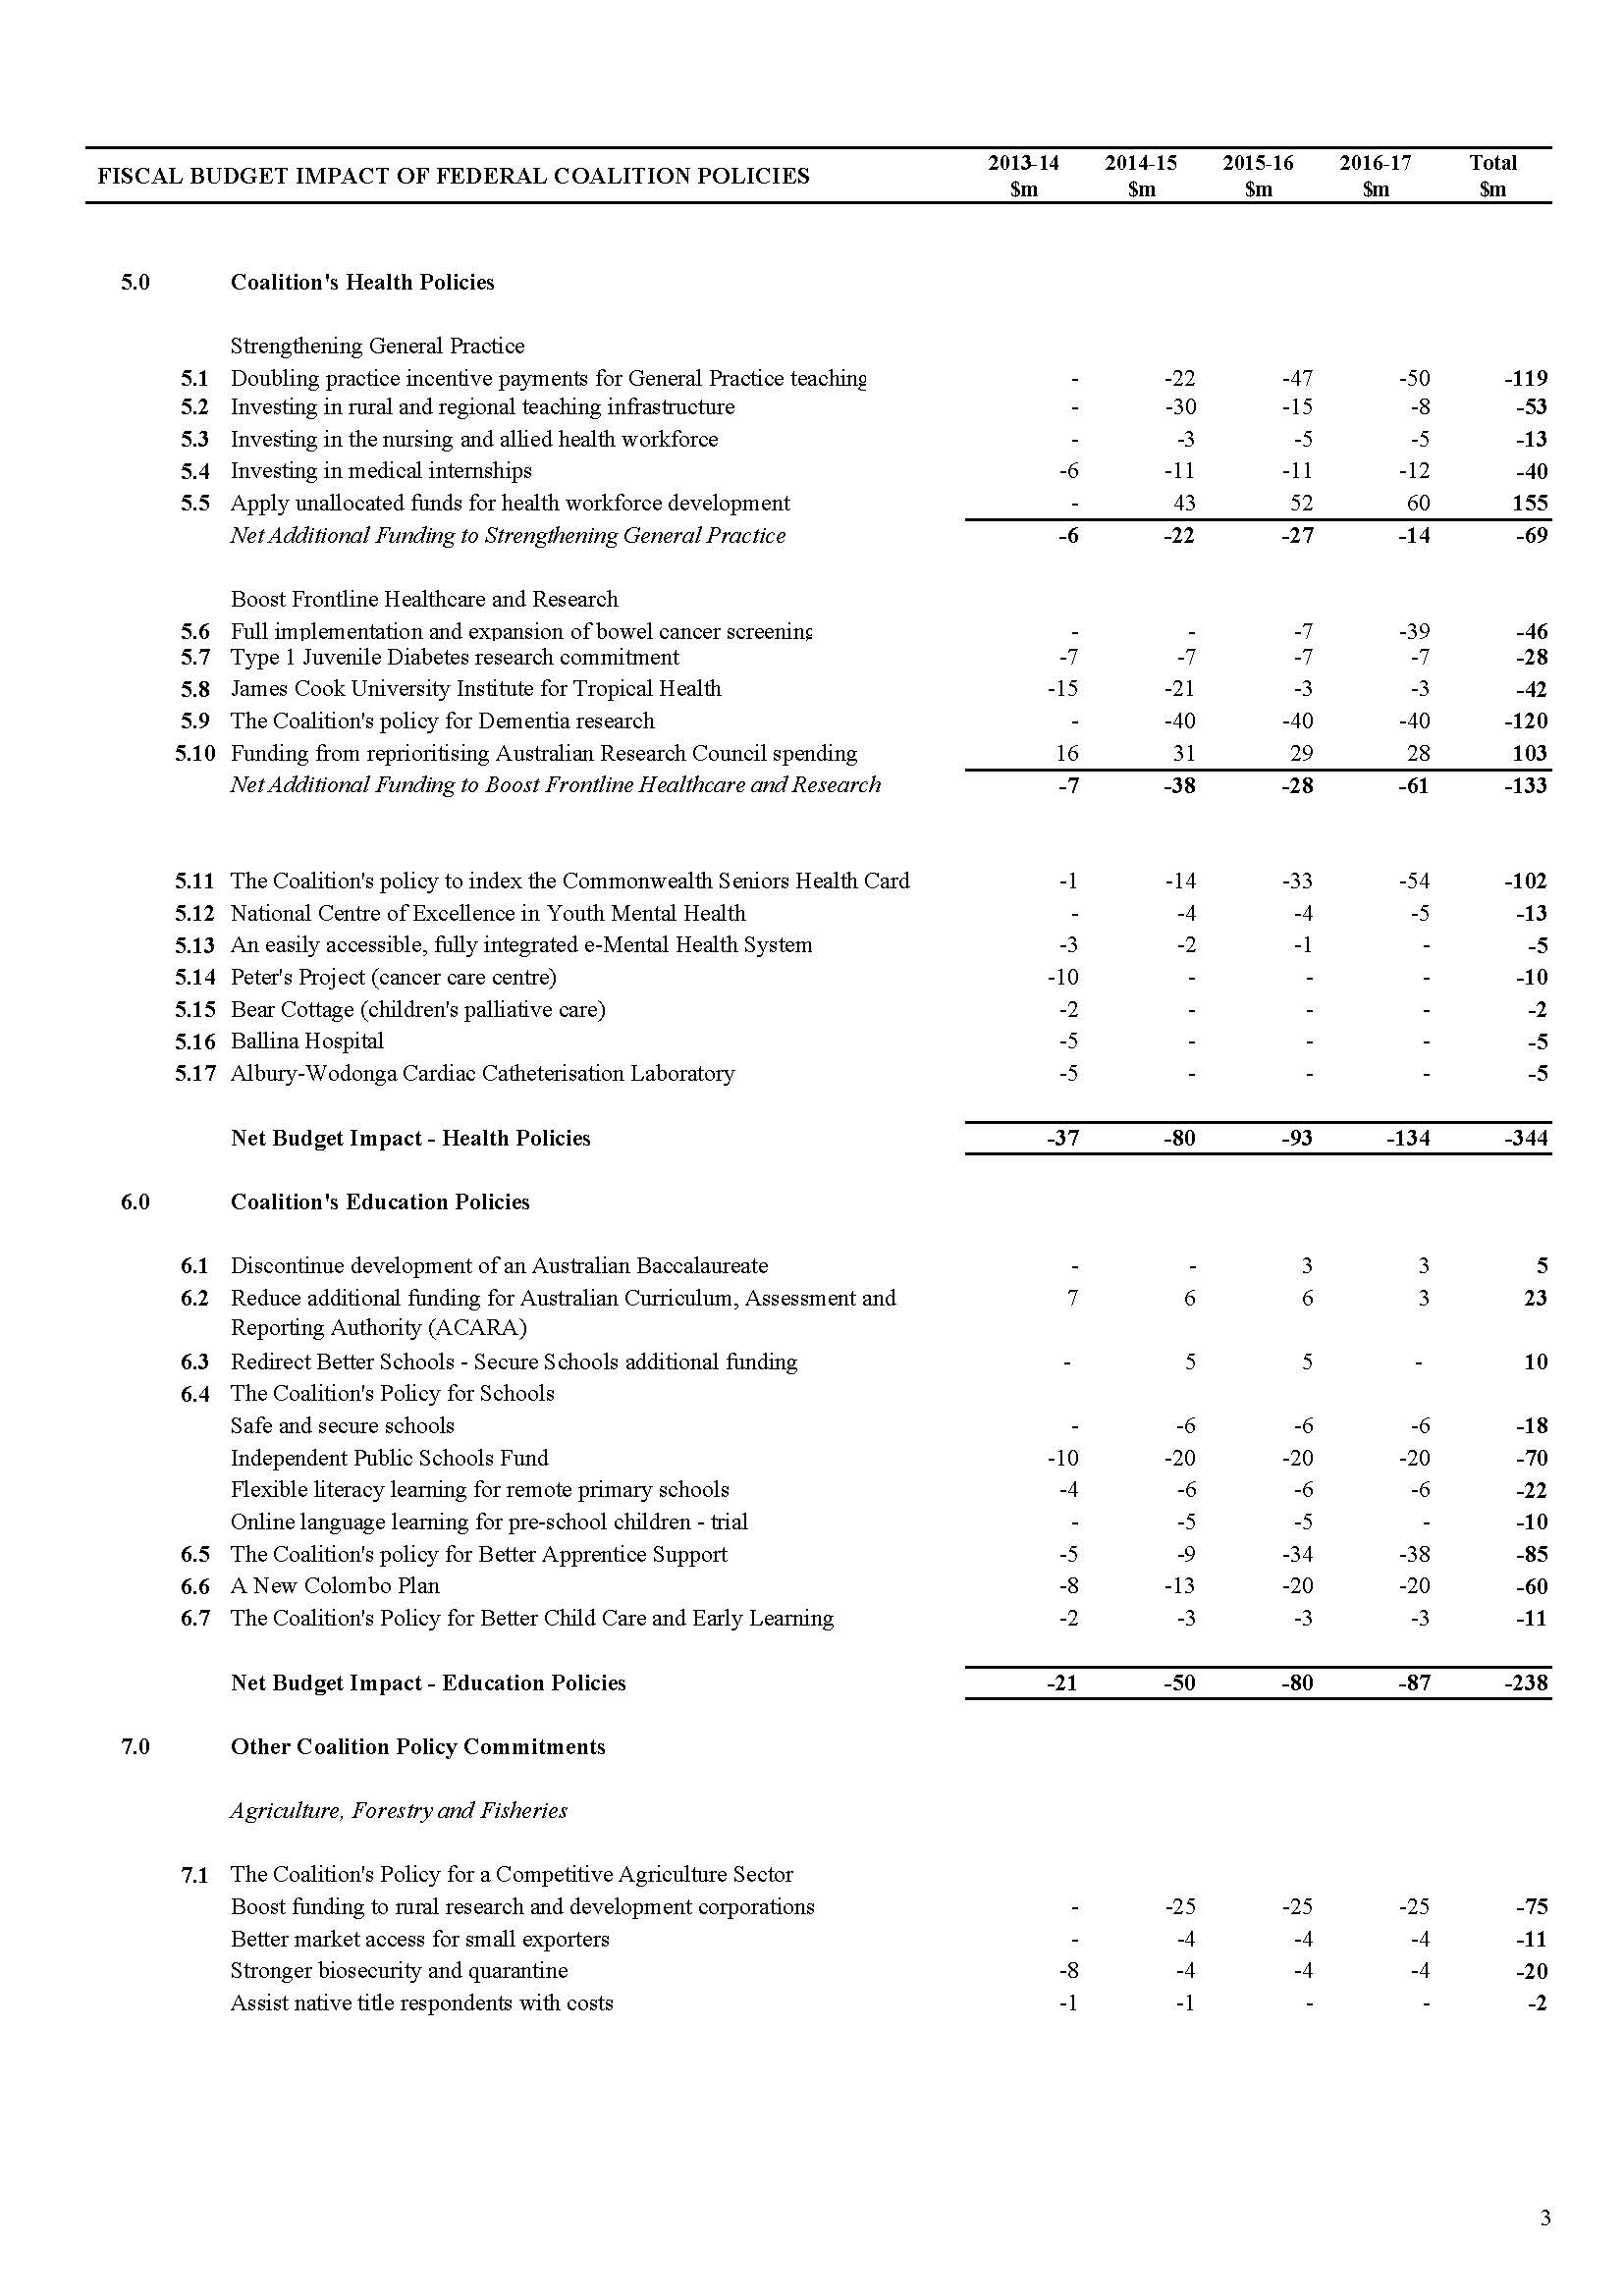 FISCAL BUDGET IMPACT OF FEDERAL COALITION POLICIES 2013-14 2014-15 2015-16 2016-17 Total
$m $m $m $m $m
5.0 Coalition's Health Policies
Strengthening General Practice
5.1 Doubling practice incentive payments for General Practice teaching - -22 -47 -50 -119
5.2 Investing in rural and regional teaching infrastructure - -30 -15 -8 -53
5.3 Investing in the nursing and allied health workforce - -3 -5 -5 -13
5.4 Investing in medical internships -6 -11 -11 -12 -40
5.5 Apply unallocated funds for health workforce development - 43 52 60 155
Net Additional Funding to Strengthening General Practice -6 -22 -27 -14 -69
Boost Frontline Healthcare and Research
5.6 Full implementation and expansion of bowel cancer screening - - -7 -39 -46
5.7 Type 1 Juvenile Diabetes research commitment -7 -7 -7 -7 -28
5.8 James Cook University Institute for Tropical Health -15 -21 -3 -3 -42
5.9 The Coalition's policy for Dementia research - -40 -40 -40 -120
5.10 Funding from reprioritising Australian Research Council spending 16 31 29 28 103
Net Additional Funding to Boost Frontline Healthcare and Research -7 -38 -28 -61 -133
5.11 The Coalition's policy to index the Commonwealth Seniors Health Card -1 -14 -33 -54 -102
5.12 National Centre of Excellence in Youth Mental Health - -4 -4 -5 -13
5.13 An easily accessible, fully integrated e-Mental Health System -3 -2 -1 - -5
5.14 Peter's Project (cancer care centre) -10 - - - -10
5.15 Bear Cottage (children's palliative care) -2 - - - -2
5.16 Ballina Hospital -5 - - - -5
5.17 Albury-Wodonga Cardiac Catheterisation Laboratory -5 - - - -5
Net Budget Impact - Health Policies -37 -80 -93 -134 -344
6.0 Coalition's Education Policies
6.1 Discontinue development of an Australian Baccalaureate - - 3 3 5
6.2 Reduce additional funding for Australian Curriculum, Assessment and 7 6 6 3 23
Reporting Authority (ACARA)
6.3 Redirect Better Schools - Secure Schools additional funding - 5 5 - 10
6.4 The Coalition's Policy for Schools
Safe and secure schools - -6 -6 -6 -18
Independent Public Schools Fund -10 -20 -20 -20 -70
Flexible literacy learning for remote primary schools -4 -6 -6 -6 -22
Online language learning for pre-school children - trial - -5 -5 - -10
6.5 The Coalition's policy for Better Apprentice Support -5 -9 -34 -38 -85
6.6 A New Colombo Plan -8 -13 -20 -20 -60
6.7 The Coalition's Policy for Better Child Care and Early Learning -2 -3 -3 -3 -11
Net Budget Impact - Education Policies -21 -50 -80 -87 -238
7.0 Other Coalition Policy Commitments
Agriculture, Forestry and Fisheries
7.1 The Coalition's Policy for a Competitive Agriculture Sector
Boost funding to rural research and development corporations - -25 -25 -25 -75
Better market access for small exporters - -4 -4 -4 -11
Stronger biosecurity and quarantine -8 -4 -4 -4 -20
Assist native title respondents with costs -1 -1 - - -2
3